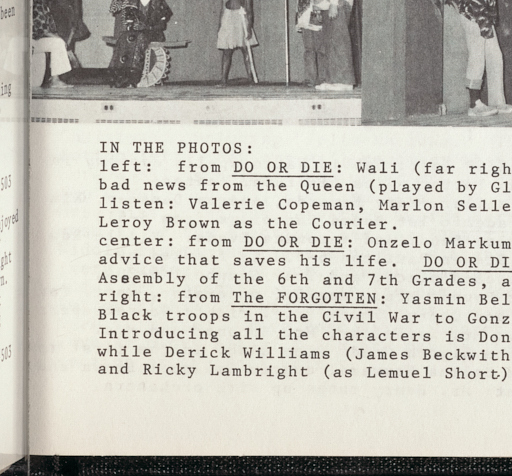 been
ing
503
joyed
ght
n.
503
IN THE PHOTOS:
left: from DO OR DIE: Wali (far righ
bad news from the Queen (played by Gl
listen: Valerie Copeman, Marlon Selle
Leroy Brown as the Courier.
center: from DO OR DIE: Onzelo Markum
advice that saves his life. DO OR DI
Assembly of the 6th and 7th Grades, a
right: from The FORGOTTEN: Yasmin Bel
Black troops in the Civil War to Gonz
Introducing all the characters is Don
while Derick Williams (James Beckwith
and Ricky Lambright (as Lemuel Short)